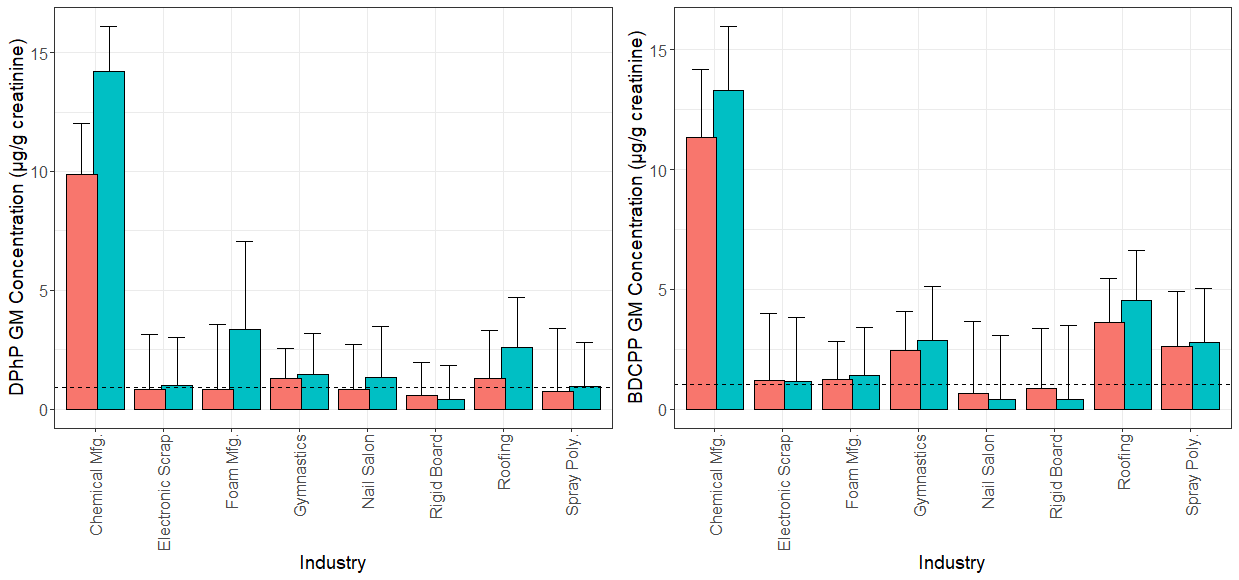 DPhP GM Concentration (µg/g creatinine)
15
10
5
0
Chemical Mfg.
Electronic Scrap
Foam Mfg.
Gymnastics
Nail Salon
Rigid Board
Roofing
Spray Poly.
Industry
BDCPP GM Concentration (µg/g creatinine)
15
10
5
0
Chemical Mfg.
Electronic Scrap
Foam Mfg.
Gymnastics
Nail Salon
Rigid Board
Roofing
Spray Poly.
Industry